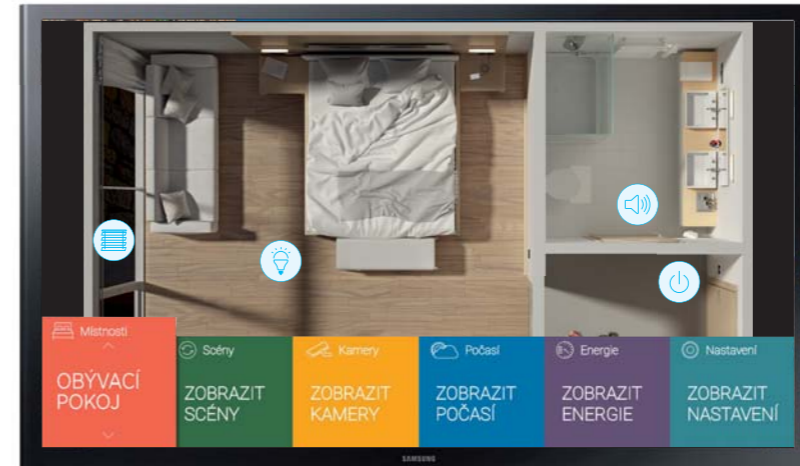 Místnosti
OBÝVACÍ
POKOJ
Scény
ZOBRAZIT
SCÉNY
Kamery
ZOBRAZIT
KAMERY
Počasí
ZOBRAZIT
POČASÍ
Energie
ZOBRAZIT
ENERGIE
Nastavení
ZOBRAZIT
NASTAVENÍ
SAMSUNG